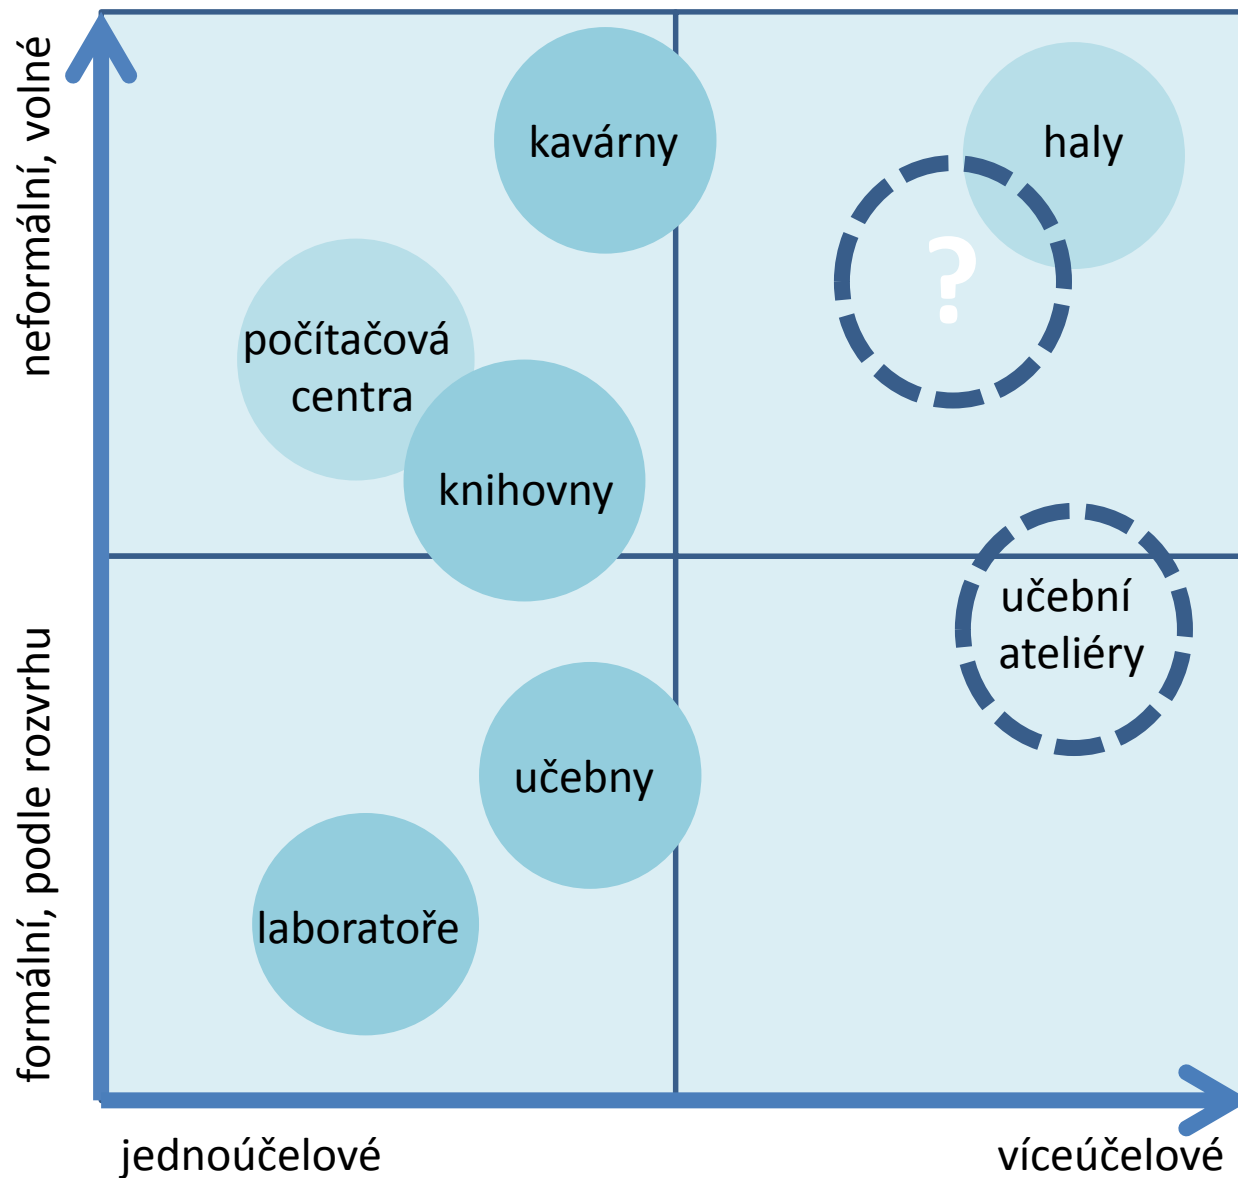 neformální, volné
kavárny
haly
?
počítačová
centra
knihovny
učební
ateliéry
formální, podle rozvrhu
učebny
laboratoře
jednoúčelové
víceúčelové